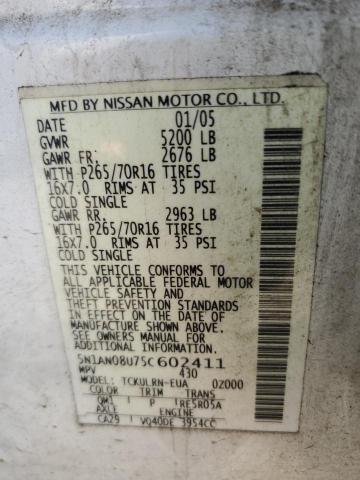 MFD BY NISSAN MOTOR CO., LTD.
DATE 01/05
GVWR 5200 LB
GAWR FR. 2676 LB
WITH P265/70R16 TIRES
16X7.0 RIMS AT 35 PSI
COLD SINGLE
GAWR RR. 2963 LB
WITH P265/70R16 TIRES
16X7.0 RIMS AT 35 PSI
COLD SINGLE
THIS VEHICLE CONFORMS TO
ALL APPLICABLE FEDERAL MOTOR
VEHICLE SAFETY AND
THEFT PREVENTION STANDARDS
IN EFFECT ON THE DATE OF
MANUFACTURE SHOWN ABOVE.
SEE OWNERS MANUAL FOR
ADDITIONAL INFORMATION
5N1AN08U75C602411
MPV 430
MODEL: TCKULRN-EUA 02000
COLOR TRIM TRANS
QM1 P RE5R05A
AXLE ENGINE
CA29 VQ40DE 3954CC